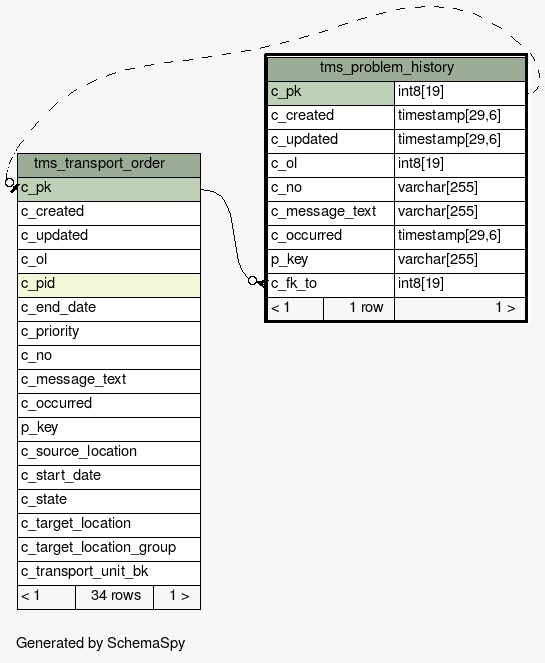 tms_problem_history
c_pk int8[19]
c_created timestamp[29,6]
c_updated timestamp[29,6]
c_ol int8[19]
c_no varchar[255]
c_message_text varchar[255]
c_occurred timestamp[29,6]
p_key varchar[255]
c_fk_to int8[19]
< 1 1 row 1 >
tms_transport_order
c_pk
c_created
c_updated
c_ol
c_pid
c_end_date
c_priority
c_no
c_message_text
c_occurred
p_key
c_source_location
c_start_date
c_state
c_target_location
c_target_location_group
c_transport_unit_bk
< 1 34 rows 1 >
Generated by SchemaSpy